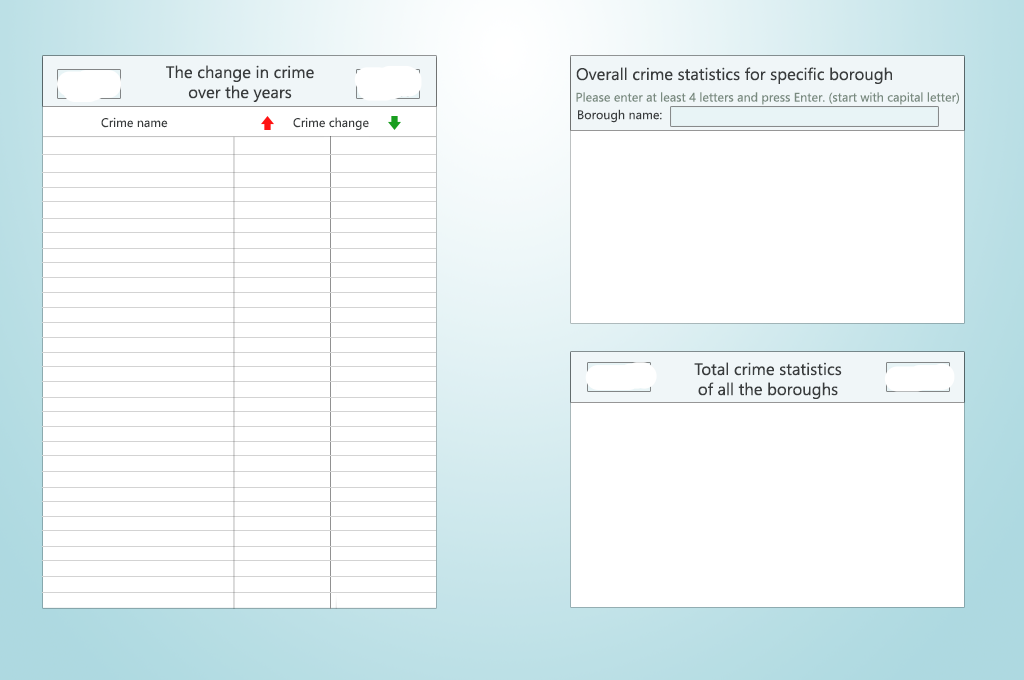 The change in crime
over the years
Crime name
Crime change
Overall crime statistics for specific borough
Please enter at least 4 letters and press Enter. (start with capital letter)
Borough name:
Total crime statistics
of all the boroughs